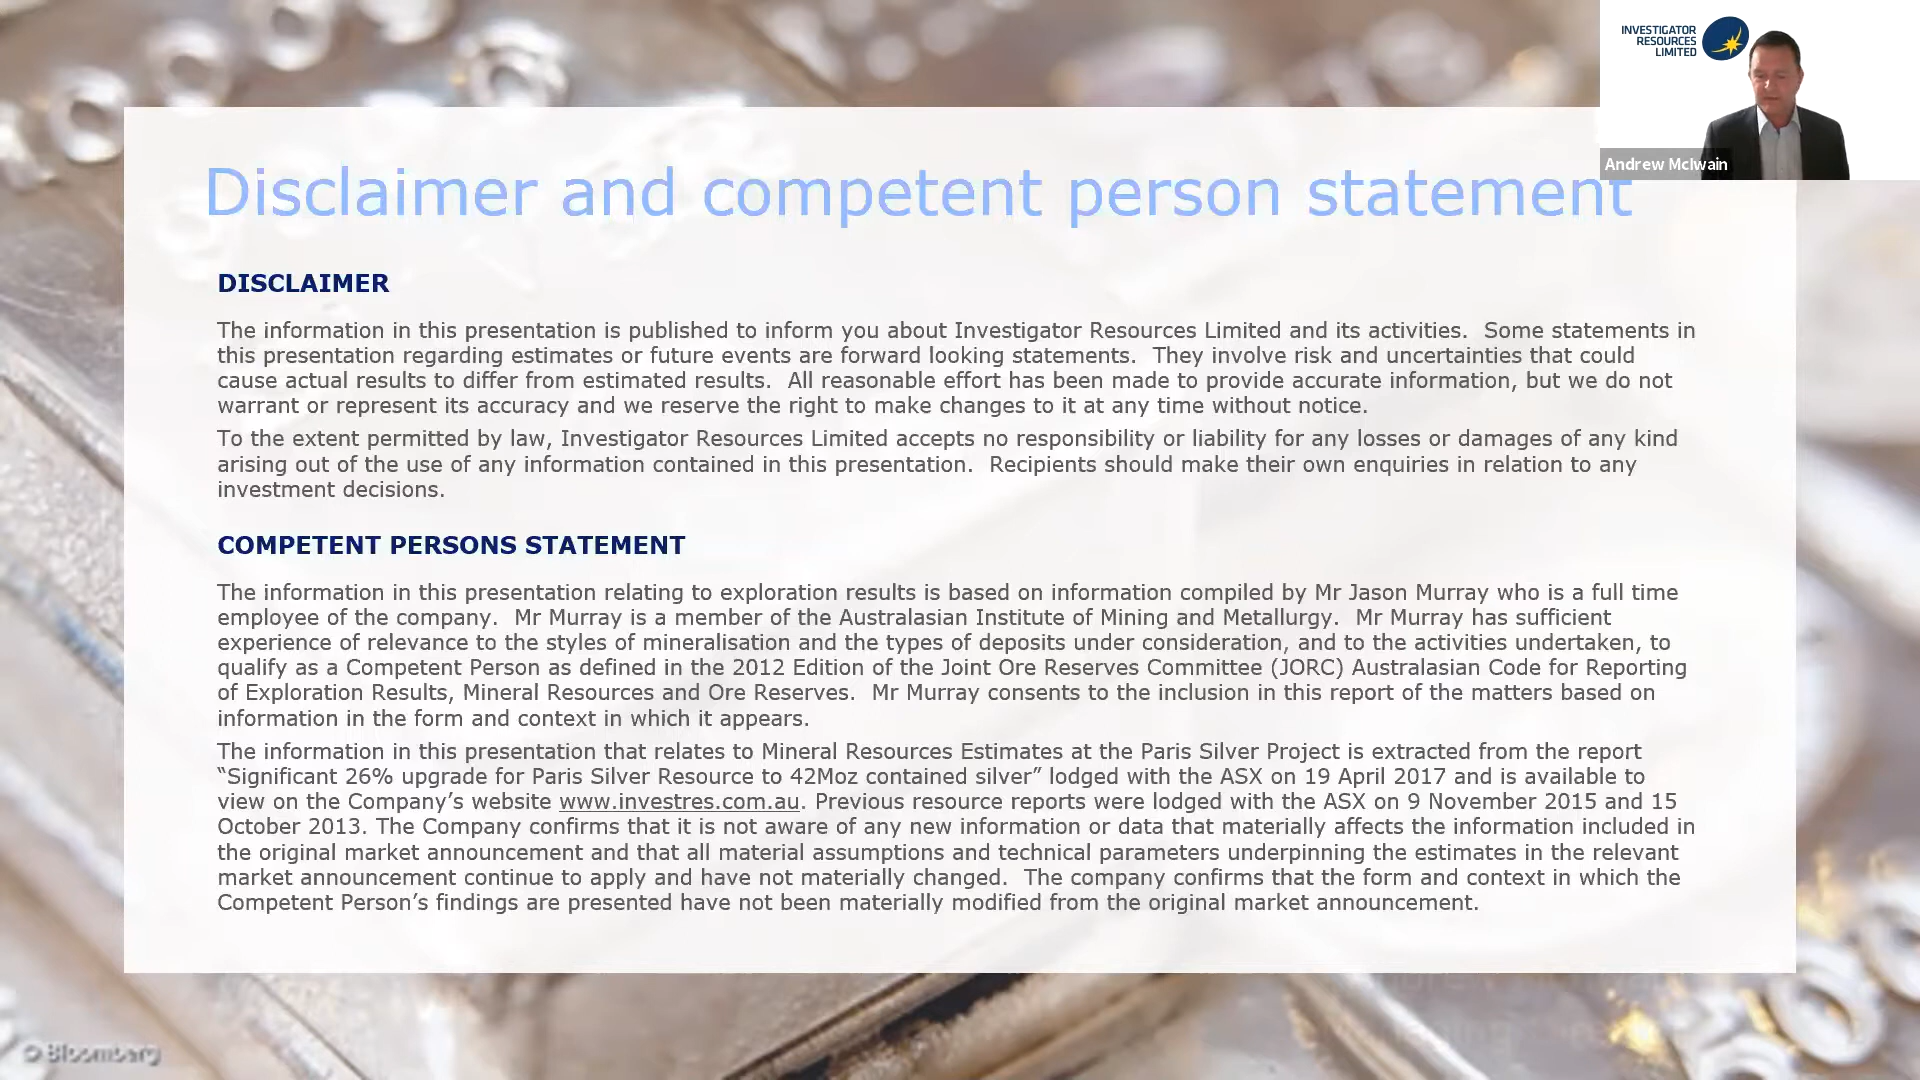 INVESTIGATOR
RESOURCES
LIMITED
Andrew McIwain
Disclaimer and competent person statement
DISCLAIMER
The information in this presentation is published to inform you about Investigator Resources Limited and its activities.  Some statements in
this presentation regarding estimates or future events are forward looking statements.  They involve risk and uncertainties that could
cause actual results to differ from estimated results.  All reasonable effort has been made to provide accurate information, but we do not
warrant or represent its accuracy and we reserve the right to make changes to it at any time without notice.
To the extent permitted by law, Investigator Resources Limited accepts no responsibility or liability for any losses or damages of any kind
arising out of the use of any information contained in this presentation.  Recipients should make their own enquiries in relation to any
investment decisions.
COMPETENT PERSONS STATEMENT
The information in this presentation relating to exploration results is based on information compiled by Mr Jason Murray who is a full time
employee of the company.  Mr Murray is a member of the Australasian Institute of Mining and Metallurgy.  Mr Murray has sufficient
experience of relevance to the styles of mineralisation and the types of deposits under consideration, and to the activities undertaken, to
qualify as a Competent Person as defined in the 2012 Edition of the Joint Ore Reserves Committee (JORC) Australasian Code for Reporting
of Exploration Results, Mineral Resources and Ore Reserves.  Mr Murray consents to the inclusion in this report of the matters based on
information in the form and context in which it appears.
The information in this presentation that relates to Mineral Resources Estimates at the Paris Silver Project is extracted from the report
“Significant 26% upgrade for Paris Silver Resource to 42Moz contained silver” lodged with the ASX on 19 April 2017 and is available to
view on the Company’s website www.investres.com.au. Previous resource reports were lodged with the ASX on 9 November 2015 and 15
October 2013. The Company confirms that it is not aware of any new information or data that materially affects the information included in
the original market announcement and that all material assumptions and technical parameters underpinning the estimates in the relevant
market announcement continue to apply and have not materially changed.  The company confirms that the form and context in which the
Competent Person’s findings are presented have not been materially modified from the original market announcement.
© Bloomberg